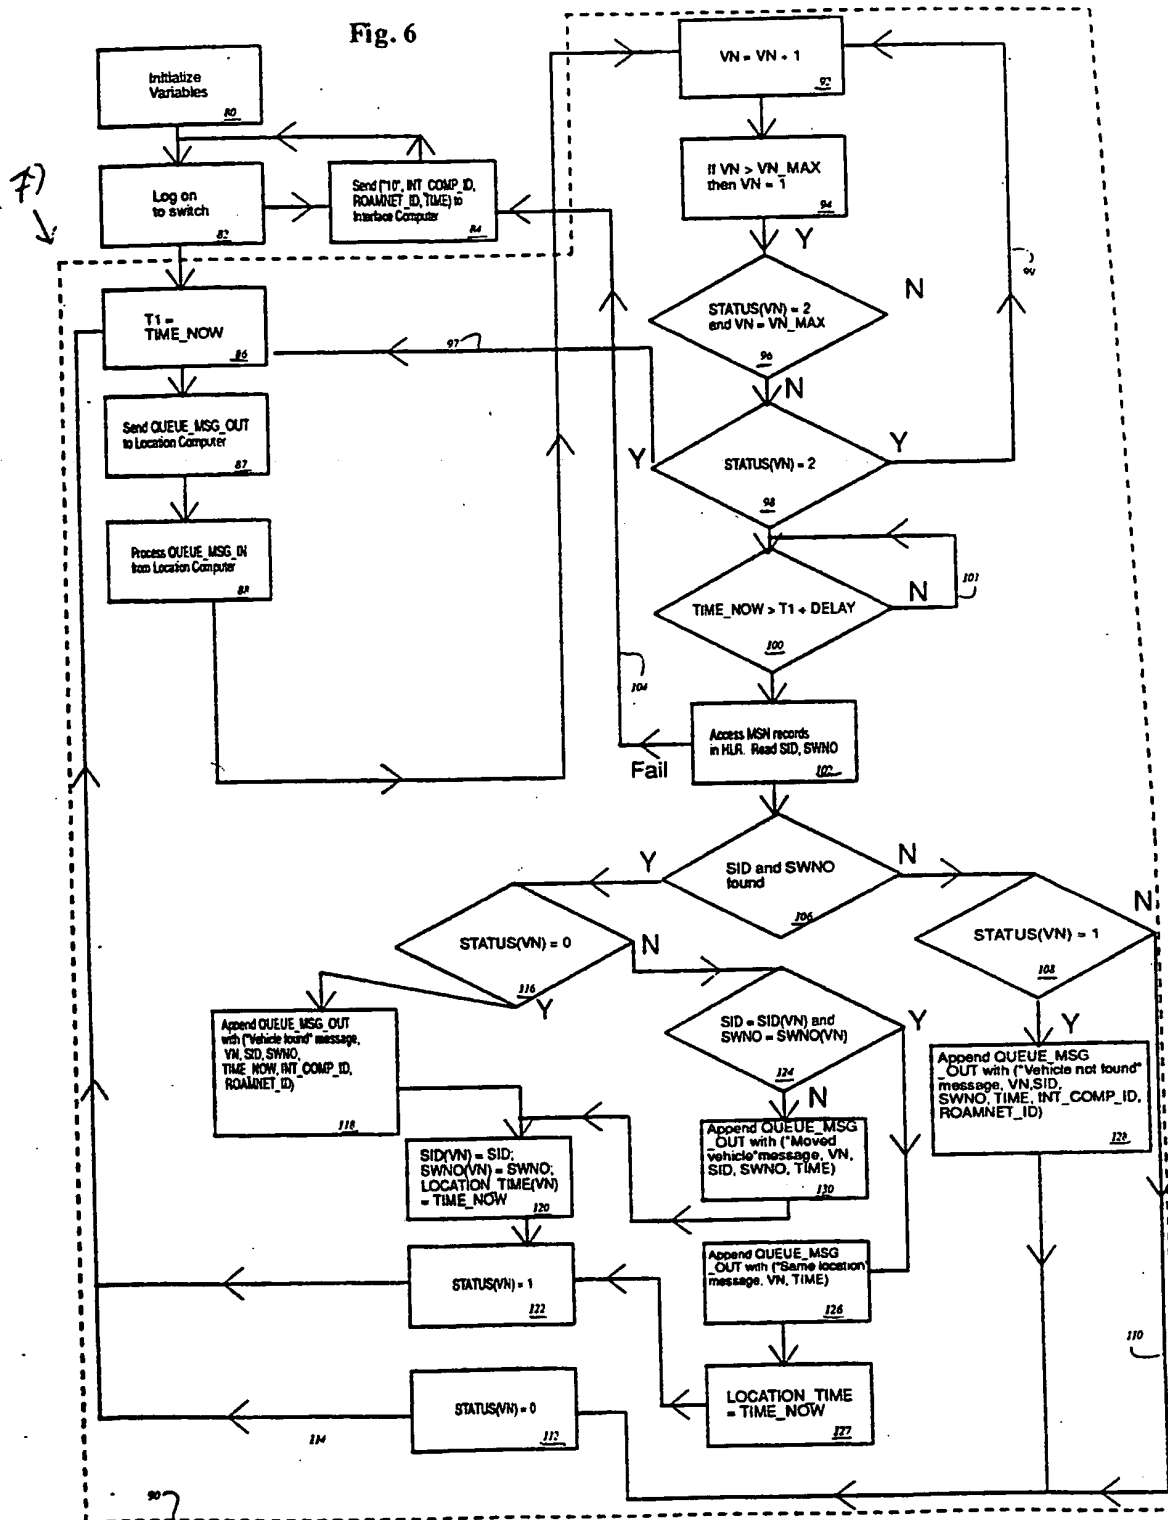 Fig. 6
Initialize
Variables
80
Log on
to switch
82
Send ("10", INT_COMP_ID,
ROAMNET_ID, TIME) to
Interface Computer
84
T1 =
TIME_NOW
86
Send QUEUE_MSG_OUT
to Location Computer
87
Process QUEUE_MSG_IN
from Location Computer
88
VN = VN + 1
92
If VN > VN_MAX
then VN = 1
94
Y
STATUS(VN) = 2
and VN = VN_MAX
96
N
N
97
Y
STATUS(VN) = 2
98
Y
TIME_NOW > T1 + DELAY
100
N
Access MSN records
in HLR. Read SID, SWNO
102
Fail
104
Y
SID and SWNO
found
106
N
STATUS(VN) = 0
116
N
Y
STATUS(VN) = 1
108
N
Y
SID = SID(VN) and
SWNO = SWNO(VN)
124
Y
N
Append QUEUE_MSG_OUT
with ("Vehicle found" message,
VN, SID, SWNO,
TIME_NOW, INT_COMP_ID,
ROAMNET_ID)
118
Append QUEUE_MSG
_OUT with ("Vehicle not found"
message, VN,SID,
SWNO, TIME, INT_COMP_ID,
ROAMNET_ID)
128
Append QUEUE_MSG
_OUT with ("Moved
vehicle"message, VN,
SID, SWNO, TIME)
130
SID(VN) = SID;
SWNO(VN) = SWNO;
LOCATION_TIME(VN)
= TIME_NOW
120
Append QUEUE_MSG
_OUT with ("Same location"
message, VN, TIME)
126
STATUS(VN) = 1
122
LOCATION_TIME
= TIME_NOW
127
110
STATUS(VN) = 0
112
114
90